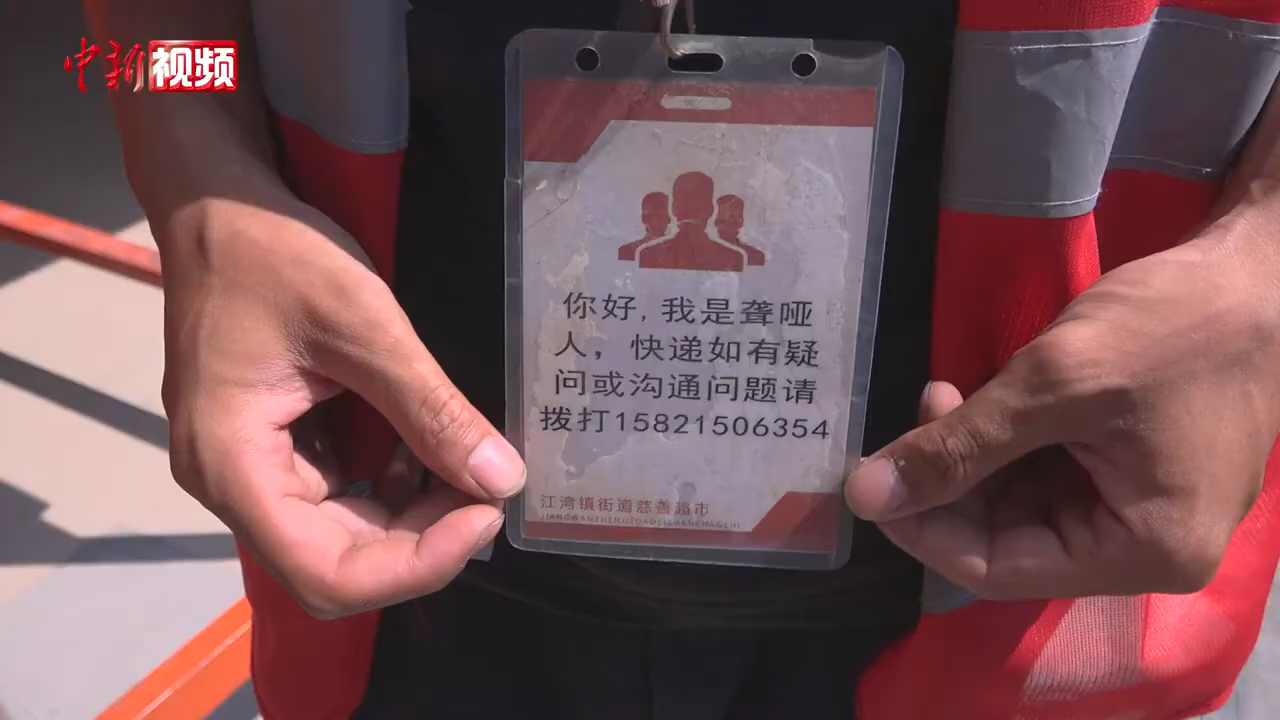 中新视频
你好,我是聋哑
人，快递如有疑
问或沟通问题请
拨打15821506354
江湾镇街道慈善超市